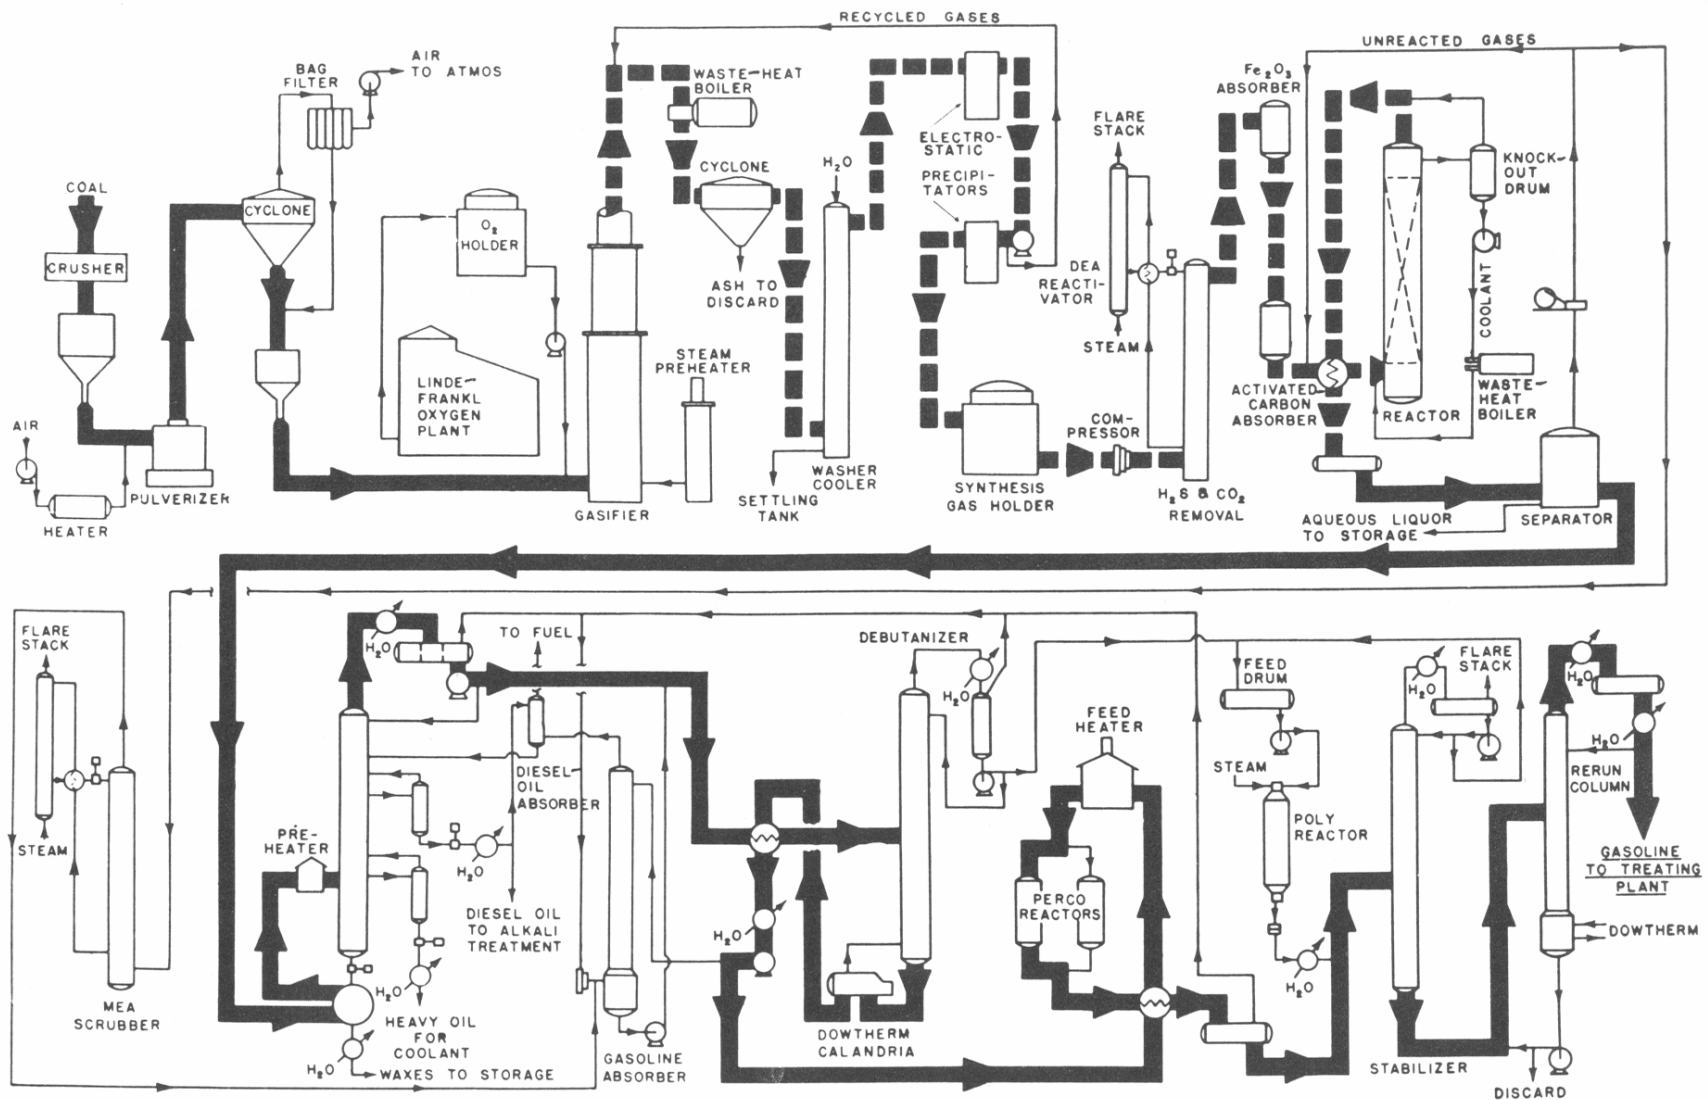 RECYCLED GASES
UNREACTED GASES
AIR
TO ATMOS
BAG
FILTER
WASTE-HEAT
BOILER
Fe2O3
ABSORBER
FLARE
STACK
ELECTRO-
STATIC
PRECIPI-
TATORS
H2O
KNOCK-
OUT DRUM
COAL
CYCLONE
CYCLONE
O2
HOLDER
CRUSHER
ASH TO
DISCARD
DEA
REACTI-
VATOR
COOLANT
STEAM
STEAM
PREHEATER
LINDE-
FRANKL
OXYGEN
PLANT
ACTIVATED
CARBON
ABSORBER
REACTOR
WASTE-
HEAT
BOILER
COM-
PRESSOR
AIR
PULVERIZER
HEATER
GASIFIER
WASHER
COOLER
SETTLING
TANK
SYNTHESIS
GAS HOLDER
H2S & CO2
REMOVAL
AQUEOUS LIQUOR
TO STORAGE
SEPARATOR
FLARE
STACK
H2O
TO FUEL
DEBUTANIZER
H2O
FEED
DRUM
FLARE
STACK
H2O
H2O
FEED
HEATER
H2O
RERUN
COLUMN
DIESEL
OIL
ABSORBER
STEAM
POLY
REACTOR
PRE-
HEATER
STEAM
H2O
GASOLINE
TO TREATING
PLANT
PERCO
REACTORS
DIESEL OIL
TO ALKALI
TREATMENT
H2O
DOWTHERM
H2O
H2O
MEA
SCRUBBER
HEAVY OIL
FOR
COOLANT
DOWTHERM
CALANDRIA
GASOLINE
ABSORBER
H2O
WAXES TO STORAGE
STABILIZER
DISCARD